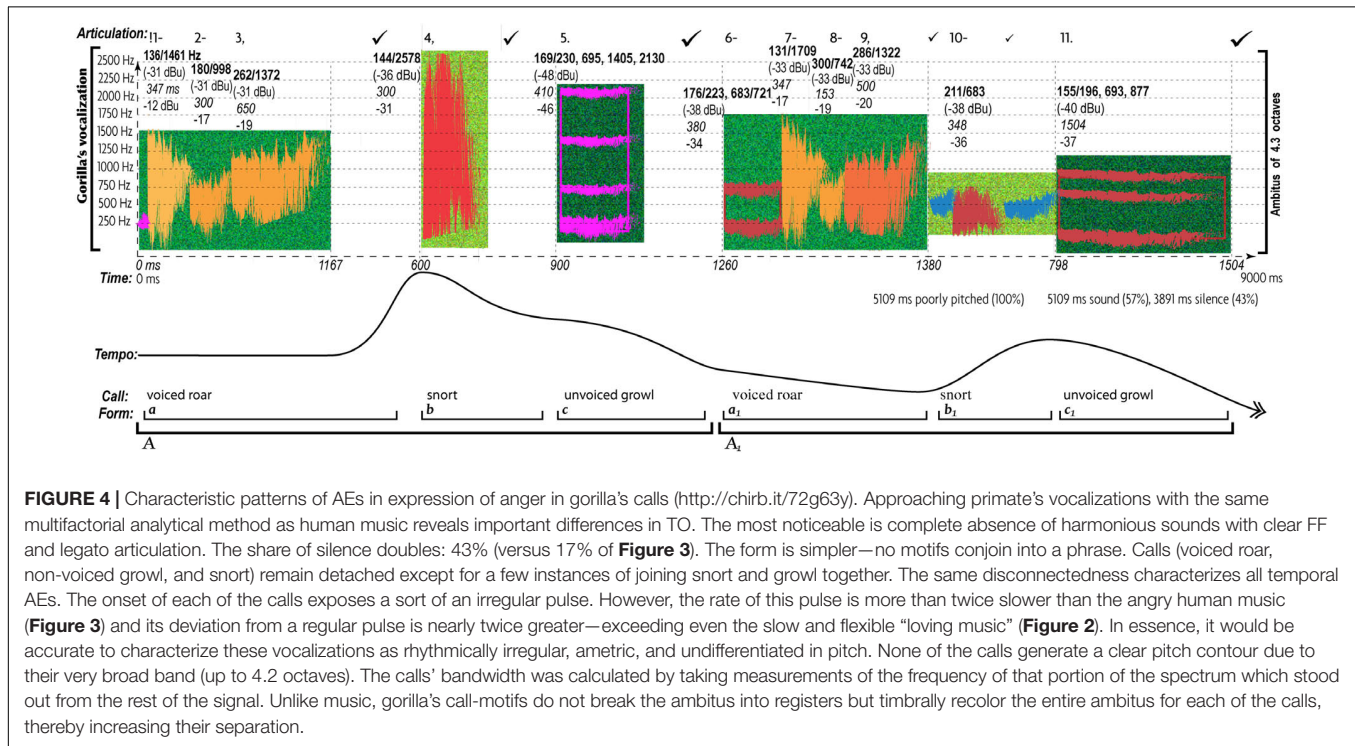 Articulation: !1- 2- 3, ✓ 4, ✓ 5. ✓ 6- 7- 8- 9, ✓ 10- ✓ 11. ✓
Gorilla's vocalization
2500 Hz
2250 Hz
2000 Hz
1750 Hz
1500 Hz
1250 Hz
1000 Hz
750 Hz
500 Hz
250 Hz
136/1461 Hz
(-31 dBu)
347 ms
-12 dBu
180/998
(-31 dBu)
300
-17
262/1372
(-31 dBu)
650
-19
144/2578
(-36 dBu)
300
-31
169/230, 695, 1405, 2130
(-48 dBu)
410
-46
176/223, 683/721
(-38 dBu)
380
-34
131/1709
(-33 dBu)
347
-17
300/742
(-33 dBu)
153
-19
286/1322
(-33 dBu)
500
-20
211/683
(-38 dBu)
348
-36
155/196, 693, 877
(-40 dBu)
1504
-37
Ambitus of 4.3 octaves
0 ms 1167 600 900 1260 1380 798 1504
Time: 0 ms 9000 ms
5109 ms poorly pitched (100%) 5109 ms sound (57%), 3891 ms silence (43%)
Tempo:
Call: voiced roar snort unvoiced growl voiced roar snort unvoiced growl
Form: a b c a1 b1 c1
A A1
FIGURE 4 | Characteristic patterns of AEs in expression of anger in gorilla's calls (http://chirb.it/72g63y). Approaching primate's vocalizations with the same
multifactorial analytical method as human music reveals important differences in TO. The most noticeable is complete absence of harmonious sounds with clear FF
and legato articulation. The share of silence doubles: 43% (versus 17% of Figure 3). The form is simpler—no motifs conjoin into a phrase. Calls (voiced roar,
non-voiced growl, and snort) remain detached except for a few instances of joining snort and growl together. The same disconnectedness characterizes all temporal
AEs. The onset of each of the calls exposes a sort of an irregular pulse. However, the rate of this pulse is more than twice slower than the angry human music
(Figure 3) and its deviation from a regular pulse is nearly twice greater—exceeding even the slow and flexible "loving music" (Figure 2). In essence, it would be
accurate to characterize these vocalizations as rhythmically irregular, ametric, and undifferentiated in pitch. None of the calls generate a clear pitch contour due to
their very broad band (up to 4.2 octaves). The calls' bandwidth was calculated by taking measurements of the frequency of that portion of the spectrum which stood
out from the rest of the signal. Unlike music, gorilla's call-motifs do not break the ambitus into registers but timbrally recolor the entire ambitus for each of the calls,
thereby increasing their separation.